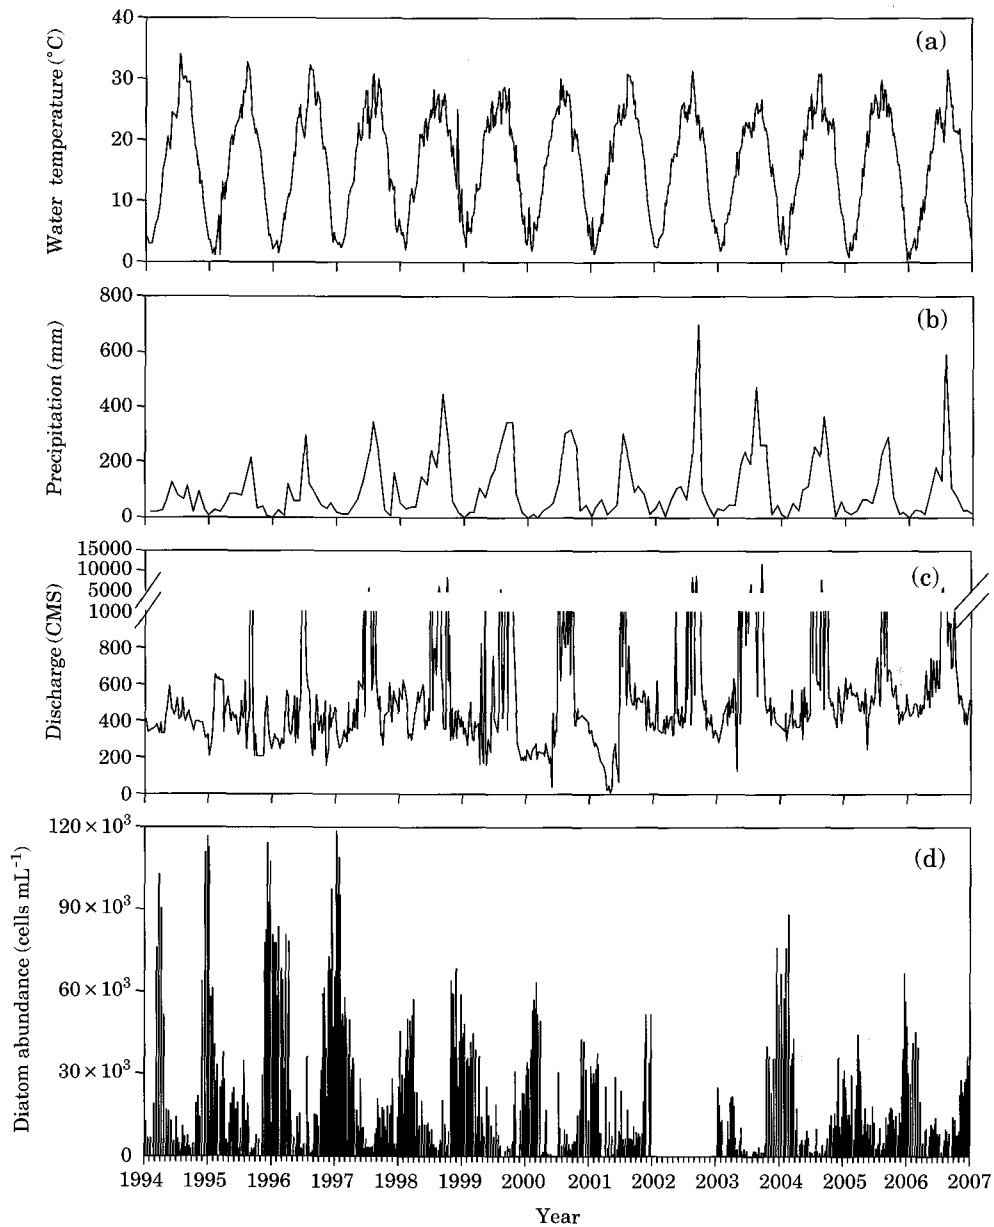 (a)
Water temperature (°C)
40
30
20
10
0
(b)
Precipitation (mm)
800
600
400
200
0
(c)
Discharge (CMS)
15000
10000
5000
1000
800
600
400
200
0
(d)
Diatom abundance (cells mL⁻¹)
120 × 10³
90 × 10³
60 × 10³
30 × 10³
0
1994 1995 1996 1997 1998 1999 2000 2001 2002 2003 2004 2005 2006 2007
Year